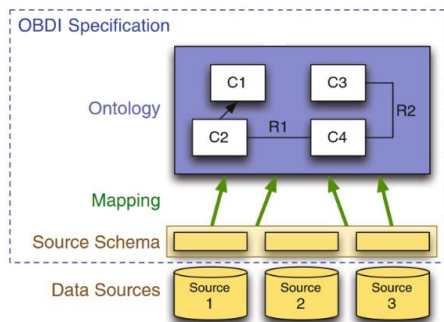 OBDI Specification
Ontology
C1
C3
C2
R1
C4
R2
Mapping
Source Schema
Data Sources
Source
1
Source
2
Source
3